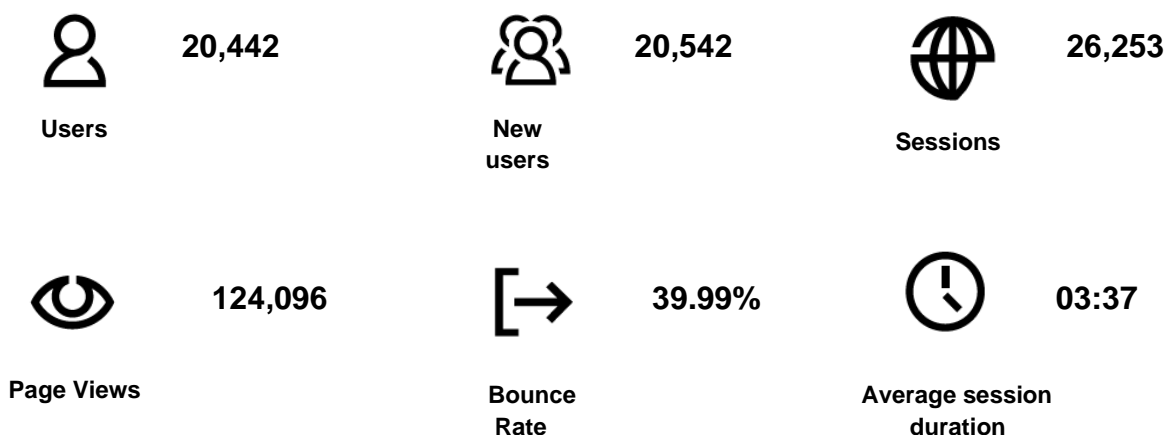 20,442
Users
20,542
New
users
26,253
Sessions
124,096
Page Views
39.99%
Bounce
Rate
03:37
Average session
duration